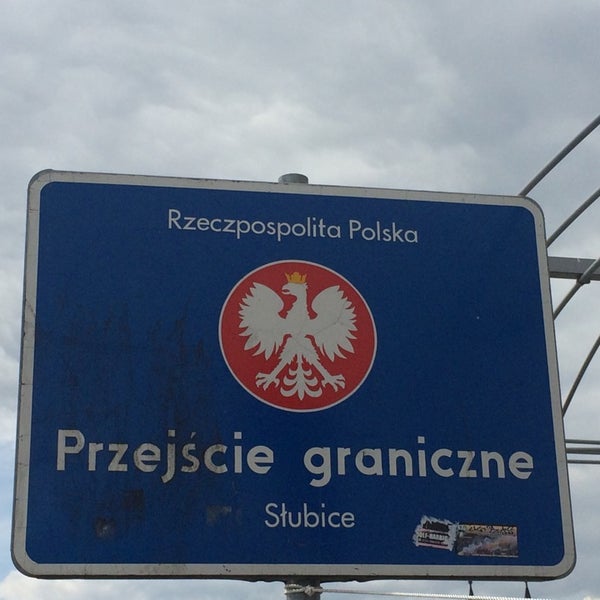 Rzeczpospolita Polska
Przejście graniczne
Słubice